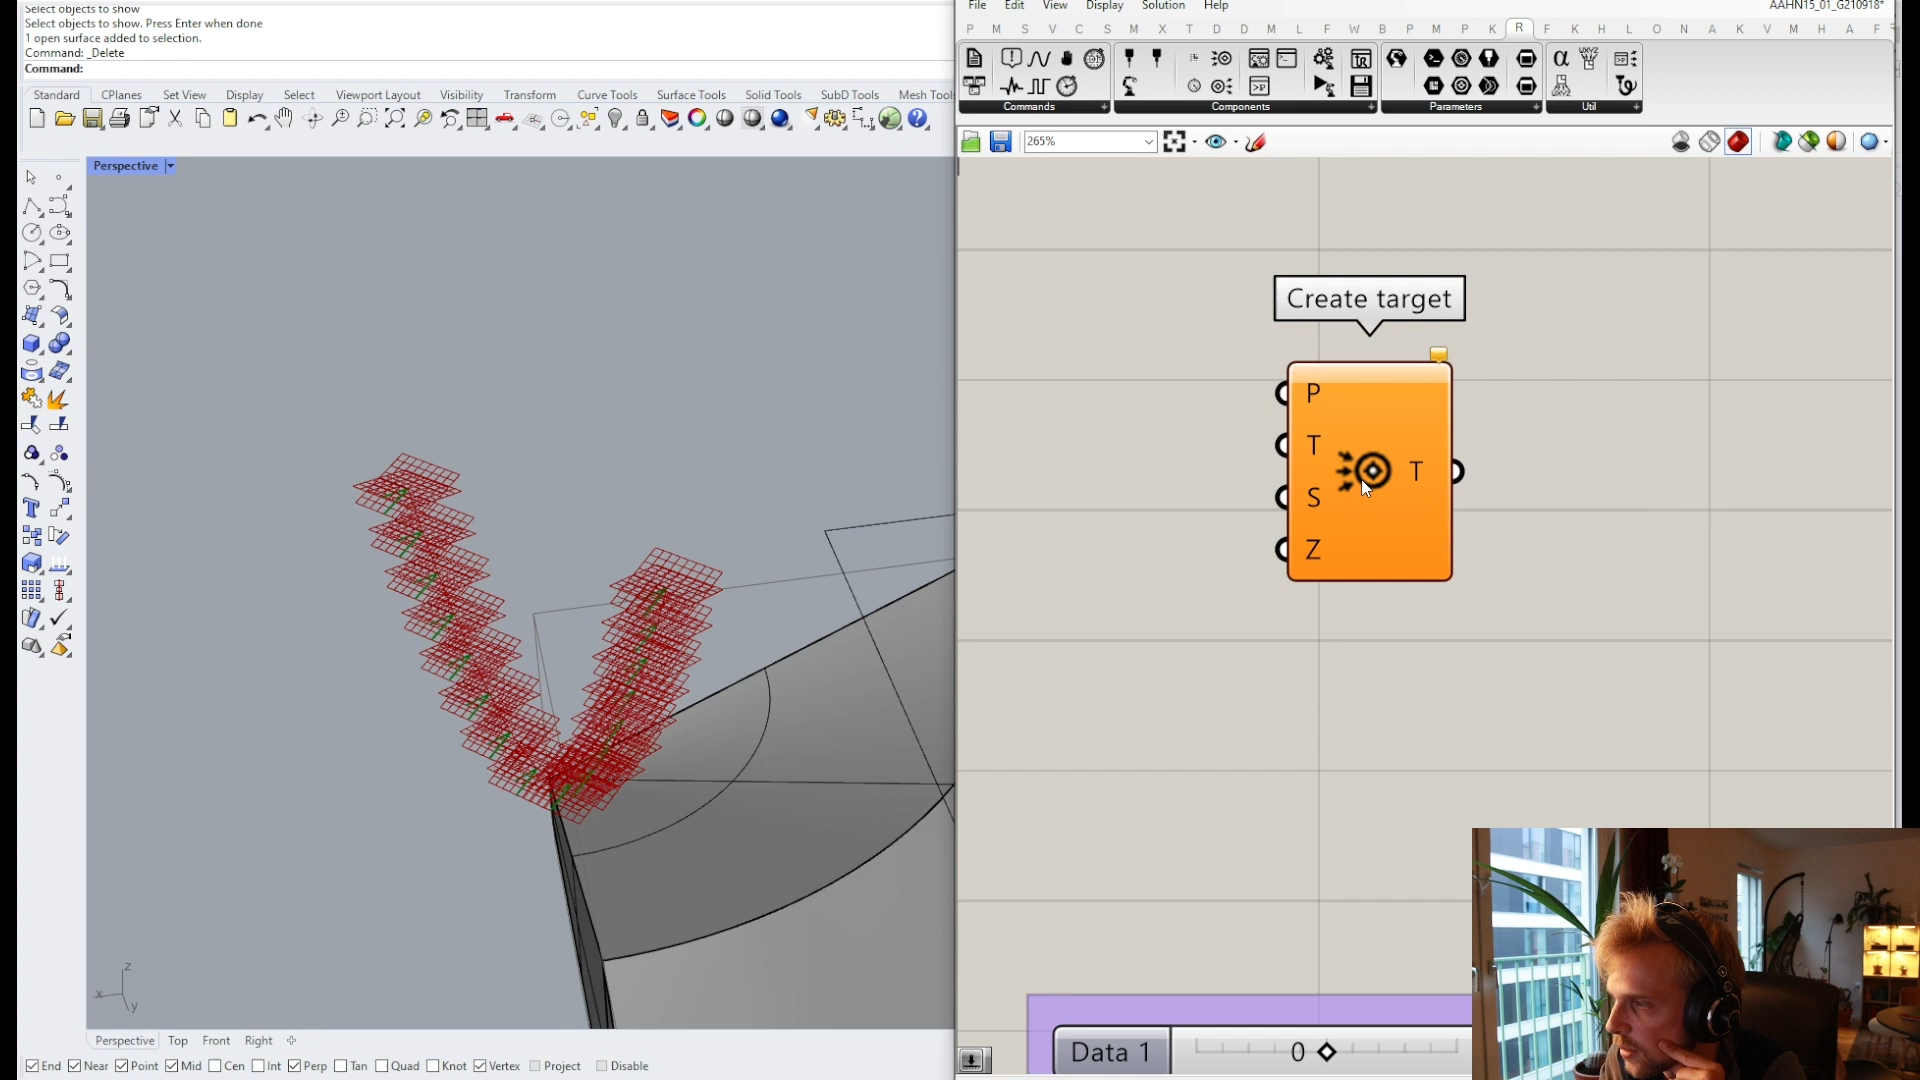 Select objects to show
Select objects to show. Press Enter when done
1 open surface added to selection.
Command: _Delete
Command:
Standard CPlanes Set View Display Select Viewport Layout Visibility Transform Curve Tools Surface Tools Solid Tools SubD Tools Mesh Tool
Perspective
z
x
y
Perspective Top Front Right
End Near Point Mid Cen Int Perp Tan Quad Knot Vertex Project Disable
File Edit View Display Solution Help
AAHN15_01_G210918*
P M S V C S M X T D D M L F W B P M P K R F K H L O N A K V M H A F
Commands Components Parameters Util
265%
Create target
P
T
S
Z
T
Data 1
0